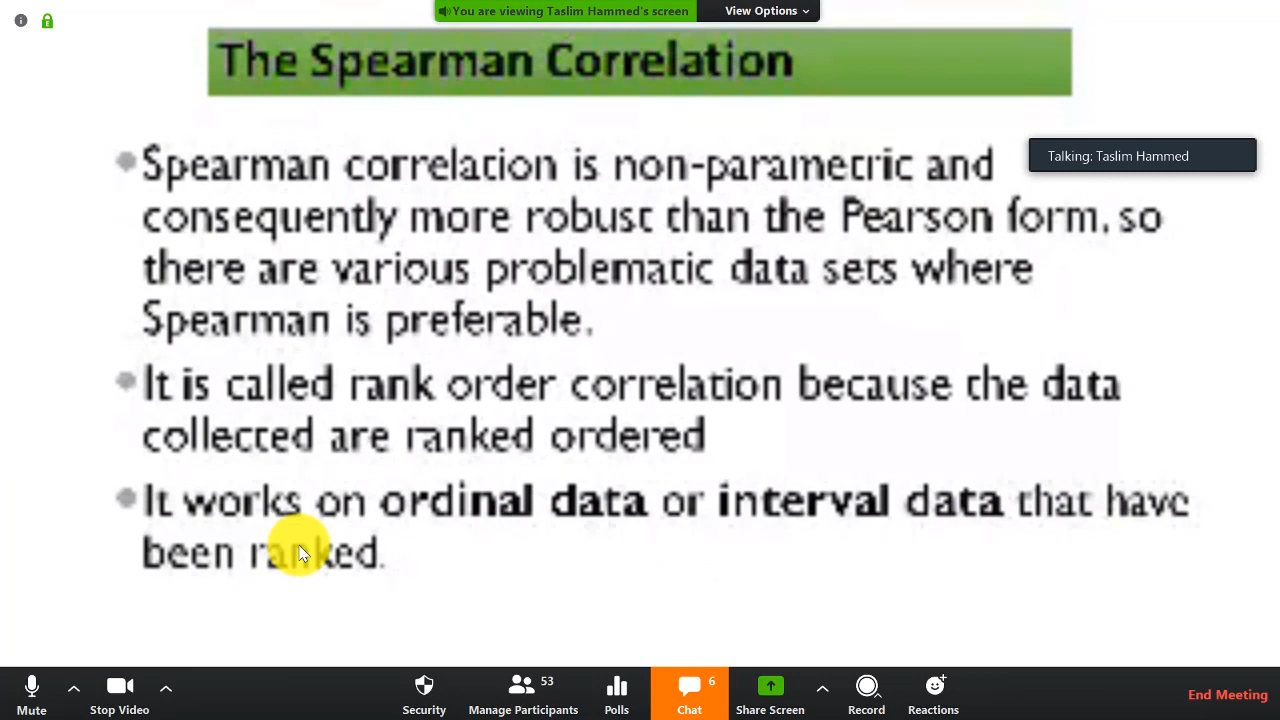 You are viewing Taslim Hammed's screen
View Options
The Spearman Correlation
Talking: Taslim Hammed
Spearman correlation is non-parametric and
consequently more robust than the Pearson form, so
there are various problematic data sets where
Spearman is preferable.
It is called rank order correlation because the data
collected are ranked ordered
It works on ordinal data or interval data that have
been ranked.
Mute
Stop Video
Security
53
Manage Participants
Polls
6
Chat
Share Screen
Record
Reactions
End Meeting